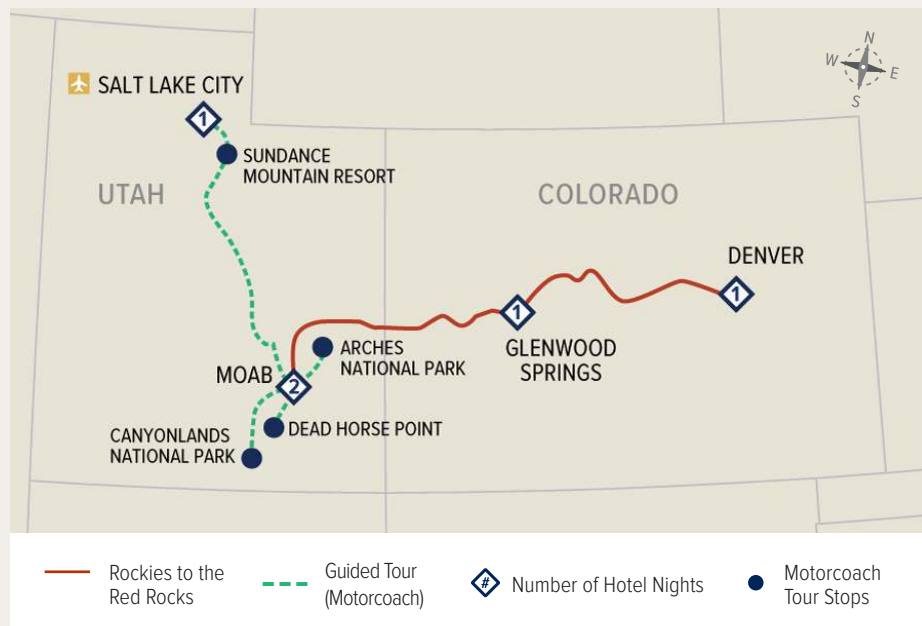 N
W
E
S
SALT LAKE CITY
1
SUNDANCE
MOUNTAIN RESORT
UTAH
COLORADO
DENVER
1
1
GLENWOOD
SPRINGS
ARCHES
NATIONAL PARK
MOAB
2
DEAD HORSE POINT
CANYONLANDS
NATIONAL PARK
Rockies to the
Red Rocks
Guided Tour
(Motorcoach)
#
Number of Hotel Nights
Motorcoach
Tour Stops